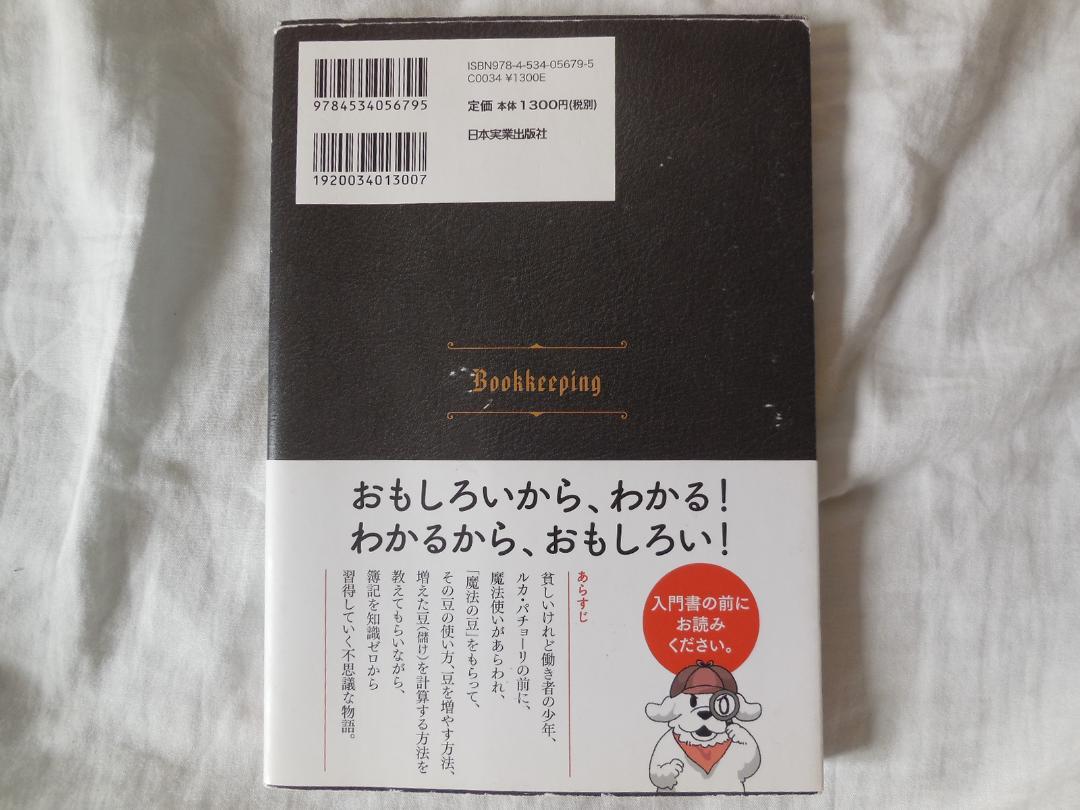 ISBN978-4-534-05679-5
C0034 ¥1300E
9784534056795
定価 本体1300円(税別)
日本実業出版社
1920034013007
Bookkeeping
おもしろいから、わかる!
わかるから、おもしろい!
あらすじ
貧しいけれど働き者の少年、
ルカ・パチョーリの前に、
魔法使いがあらわれ、
「魔法の豆」をもらって、
その豆の使い方、豆を増やす方法、
増えた豆(儲け)を計算する方法を
教えてもらいながら、
簿記を知識ゼロから
習得していく、不思議な物語。
入門書の前に
お読み
ください。